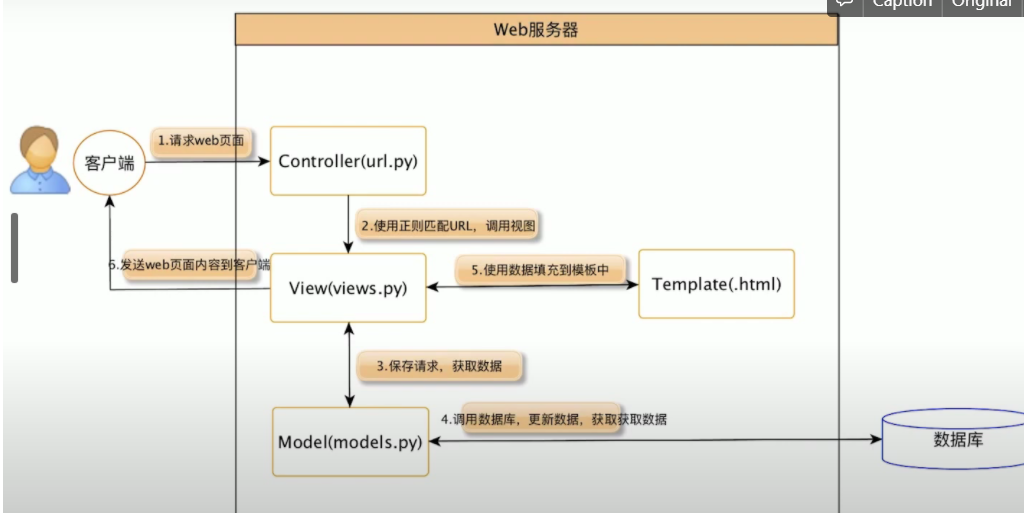 Caption
Original
Web服务器
1.请求web页面
客户端
Controller(url.py)
2.使用正则匹配URL，调用视图
6.发送web页面内容到客户端
5.使用数据填充到模板中
View(views.py)
Template(.html)
3.保存请求，获取数据
4.调用数据库，更新数据，获取获取数据
Model(models.py)
数据库